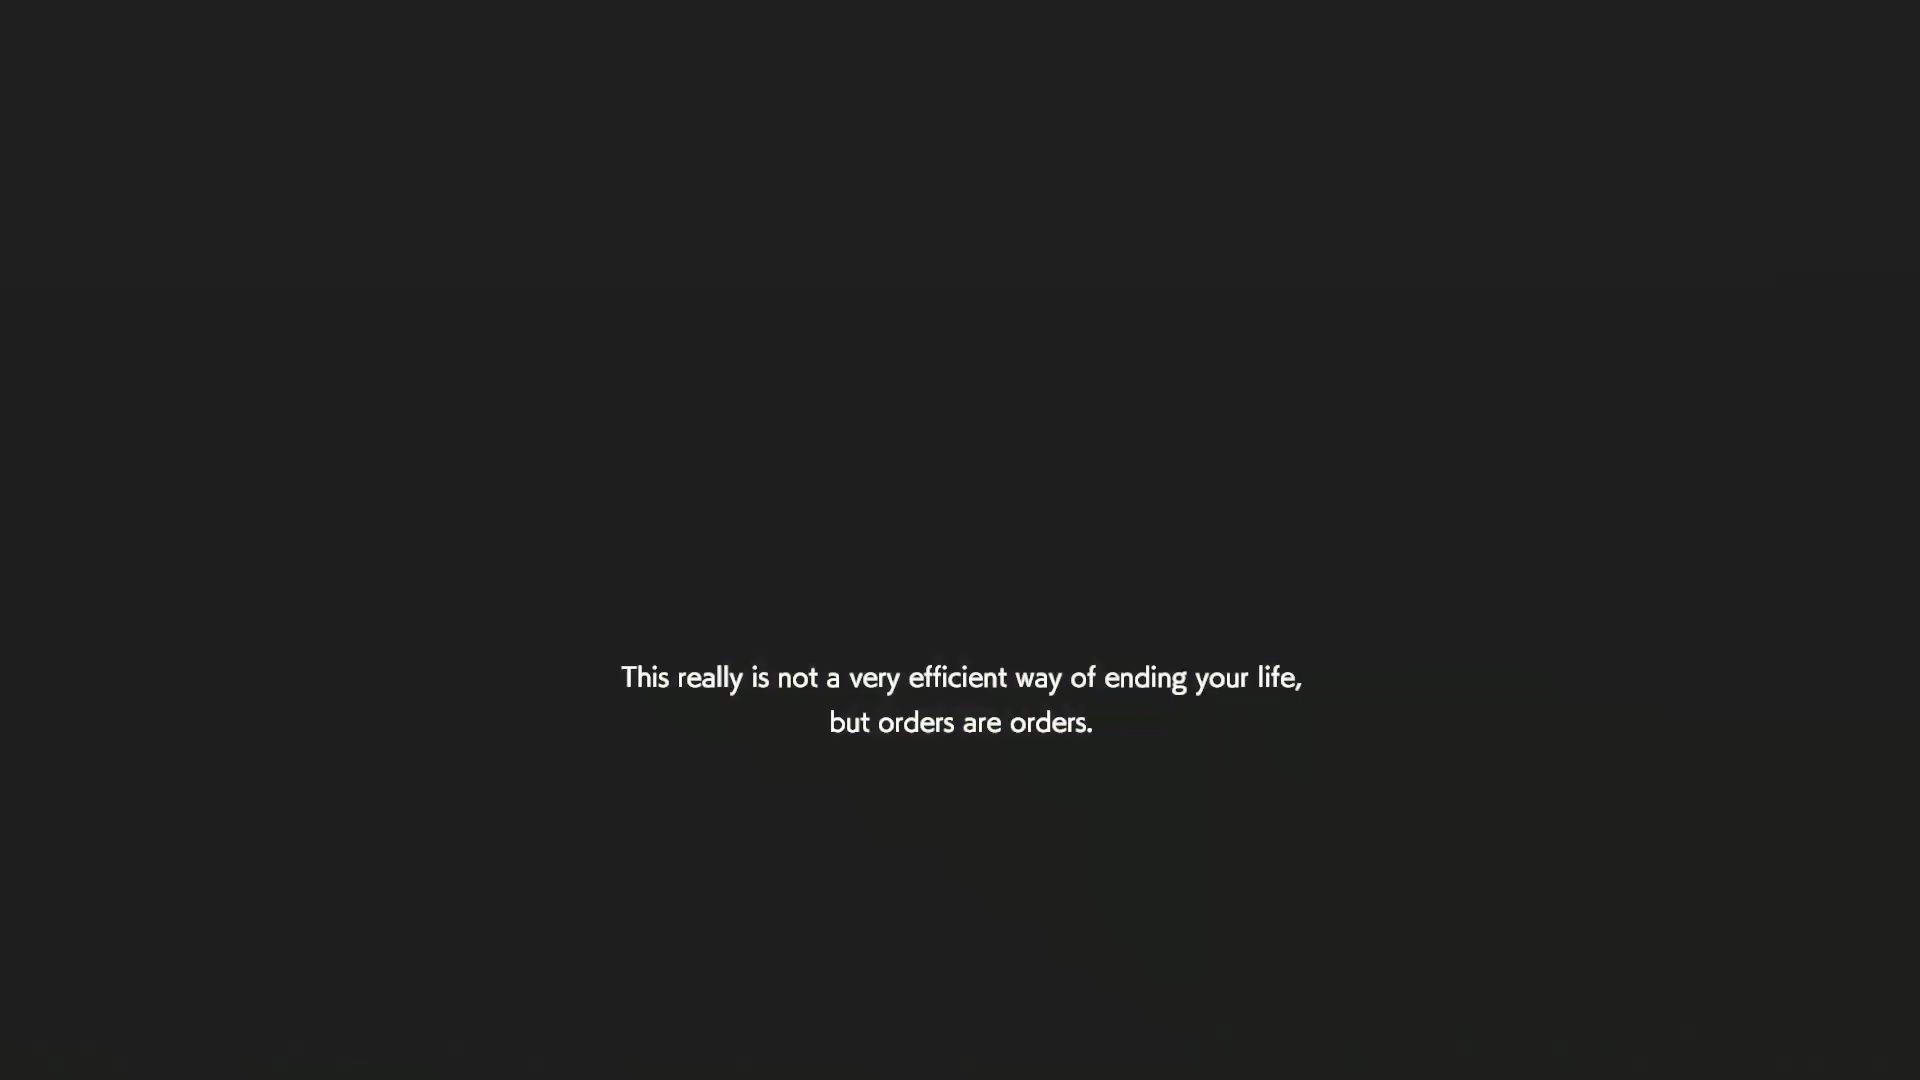 This really is not a very efficient way of ending your life,
but orders are orders.